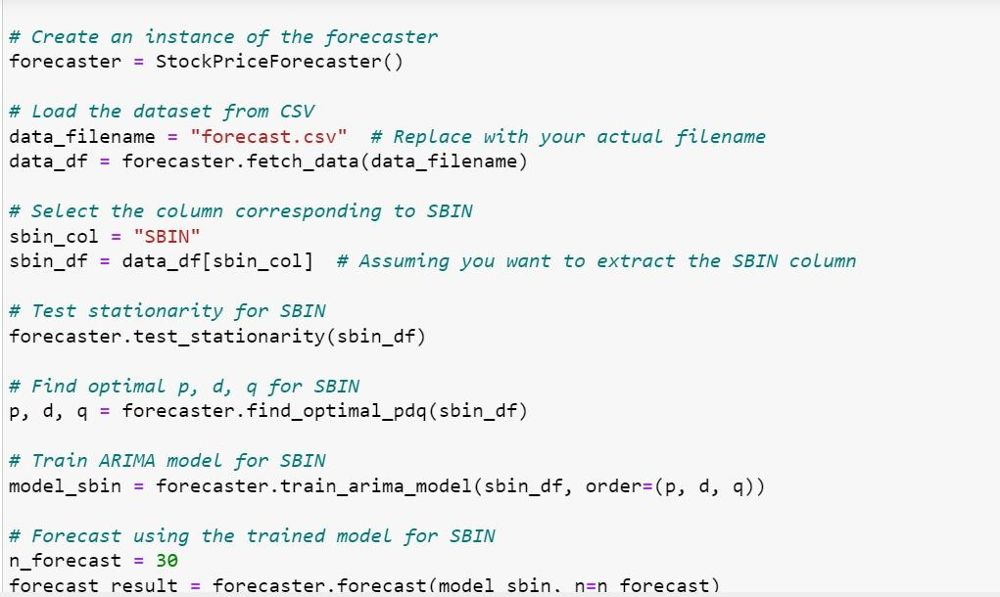 # Create an instance of the forecaster
forecaster = StockPriceForecaster()
# Load the dataset from CSV
data_filename = "forecast.csv"  # Replace with your actual filename
data_df = forecaster.fetch_data(data_filename)
# Select the column corresponding to SBIN
sbin_col = "SBIN"
sbin_df = data_df[sbin_col]  # Assuming you want to extract the SBIN column
# Test stationarity for SBIN
forecaster.test_stationarity(sbin_df)
# Find optimal p, d, q for SBIN
p, d, q = forecaster.find_optimal_pdq(sbin_df)
# Train ARIMA model for SBIN
model_sbin = forecaster.train_arima_model(sbin_df, order=(p, d, q))
# Forecast using the trained model for SBIN
n_forecast = 30
forecast_result = forecaster.forecast(model_sbin, n=n_forecast)